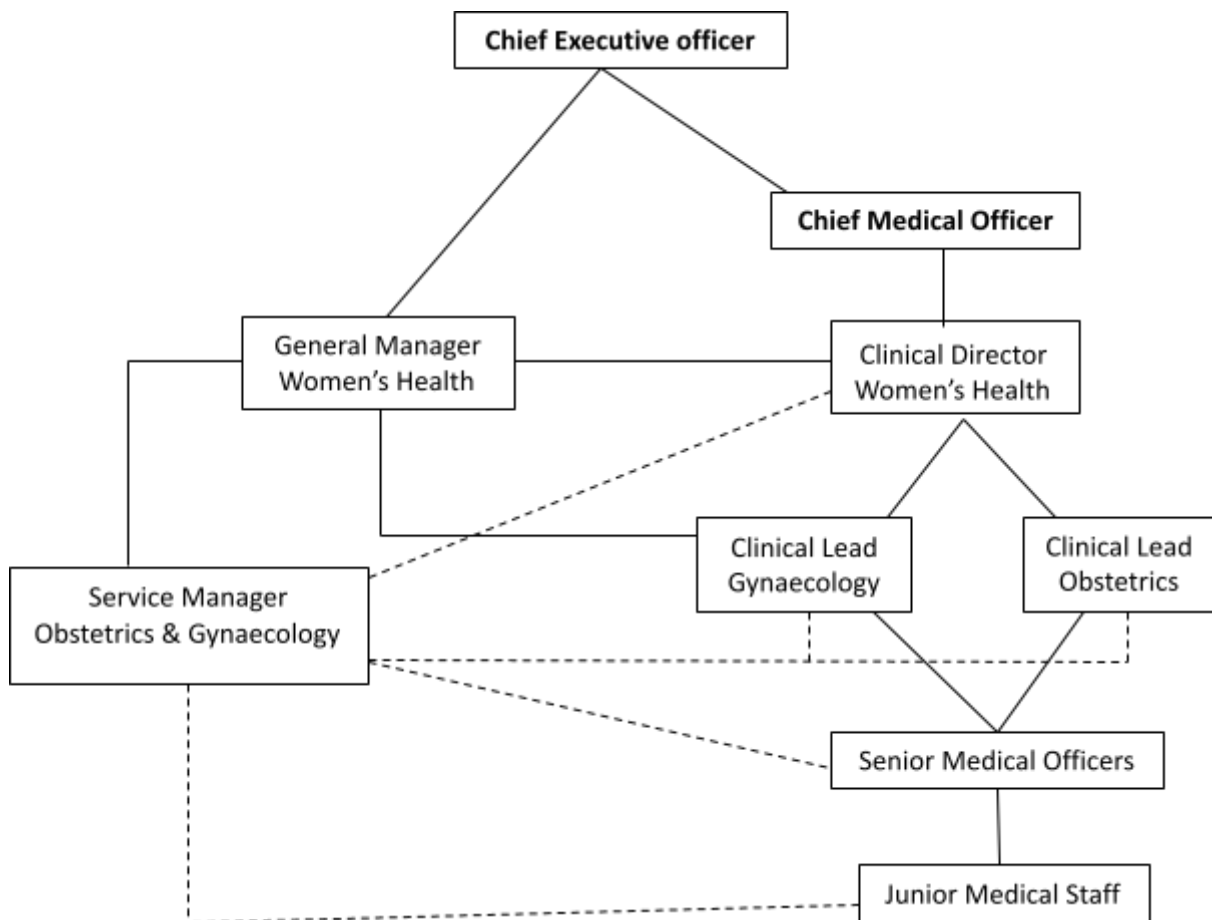 Chief Executive officer
Chief Medical Officer
General Manager
Women's Health
Clinical Director
Women's Health
Clinical Lead
Gynaecology
Clinical Lead
Obstetrics
Service Manager
Obstetrics & Gynaecology
Senior Medical Officers
Junior Medical Staff